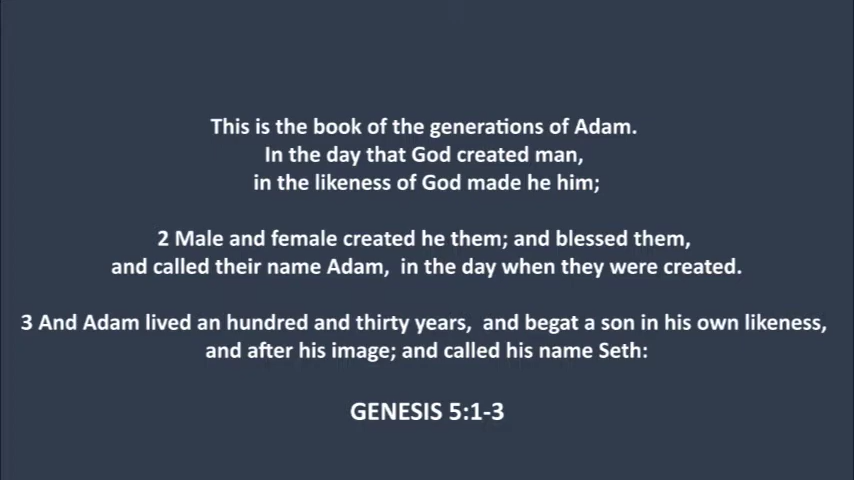 This is the book of the generations of Adam.
In the day that God created man,
in the likeness of God made he him;
2 Male and female created he them; and blessed them,
and called their name Adam,  in the day when they were created.
3 And Adam lived an hundred and thirty years,  and begat a son in his own likeness,
and after his image; and called his name Seth:
GENESIS 5:1-3